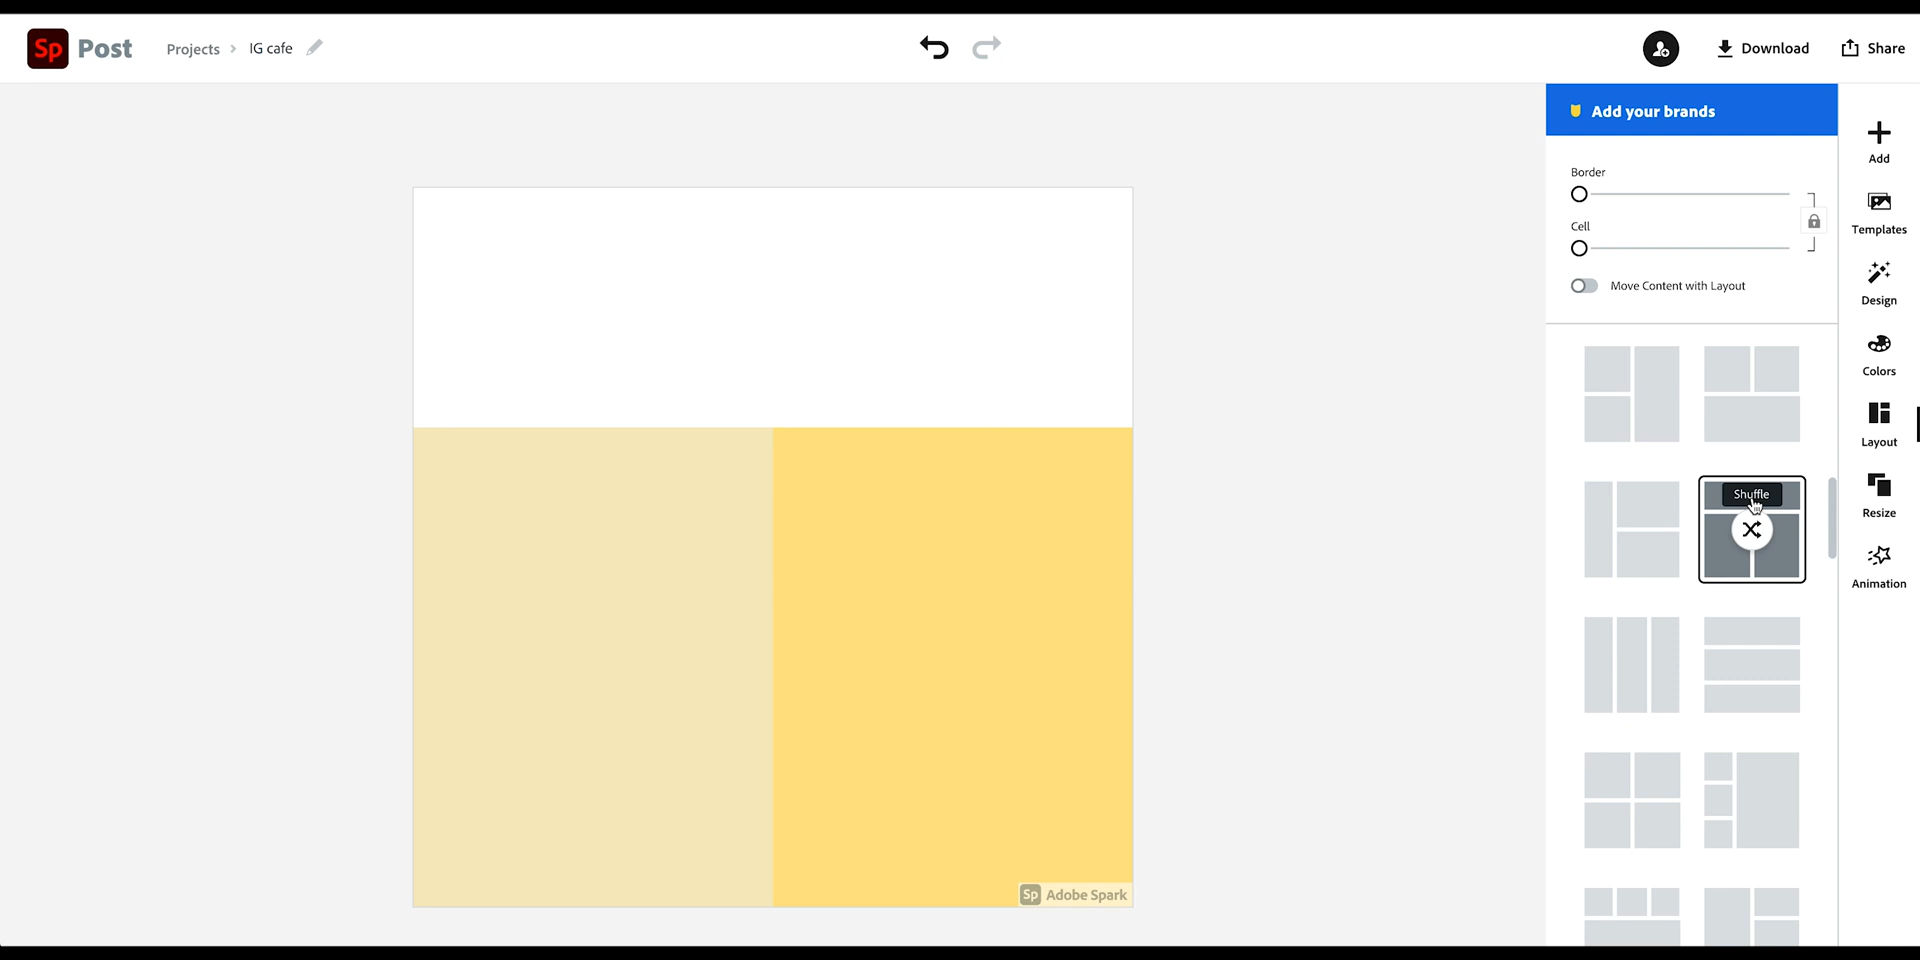 Sp Post Projects > IG cafe Download Share
Add your brands
Border
Cell
Move Content with Layout
Shuffle
Add
Templates
Design
Colors
Layout
Resize
Animation
Sp Adobe Spark